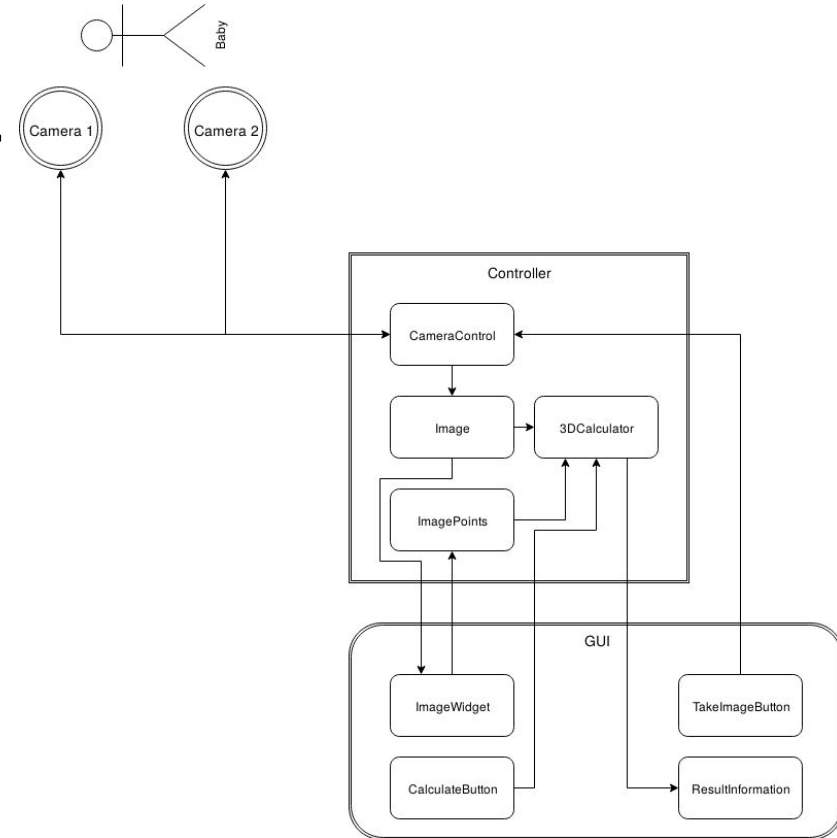 Baby
Camera 1
Camera 2
Controller
CameraControl
Image
3DCalculator
ImagePoints
GUI
ImageWidget
TakeImageButton
CalculateButton
ResultInformation